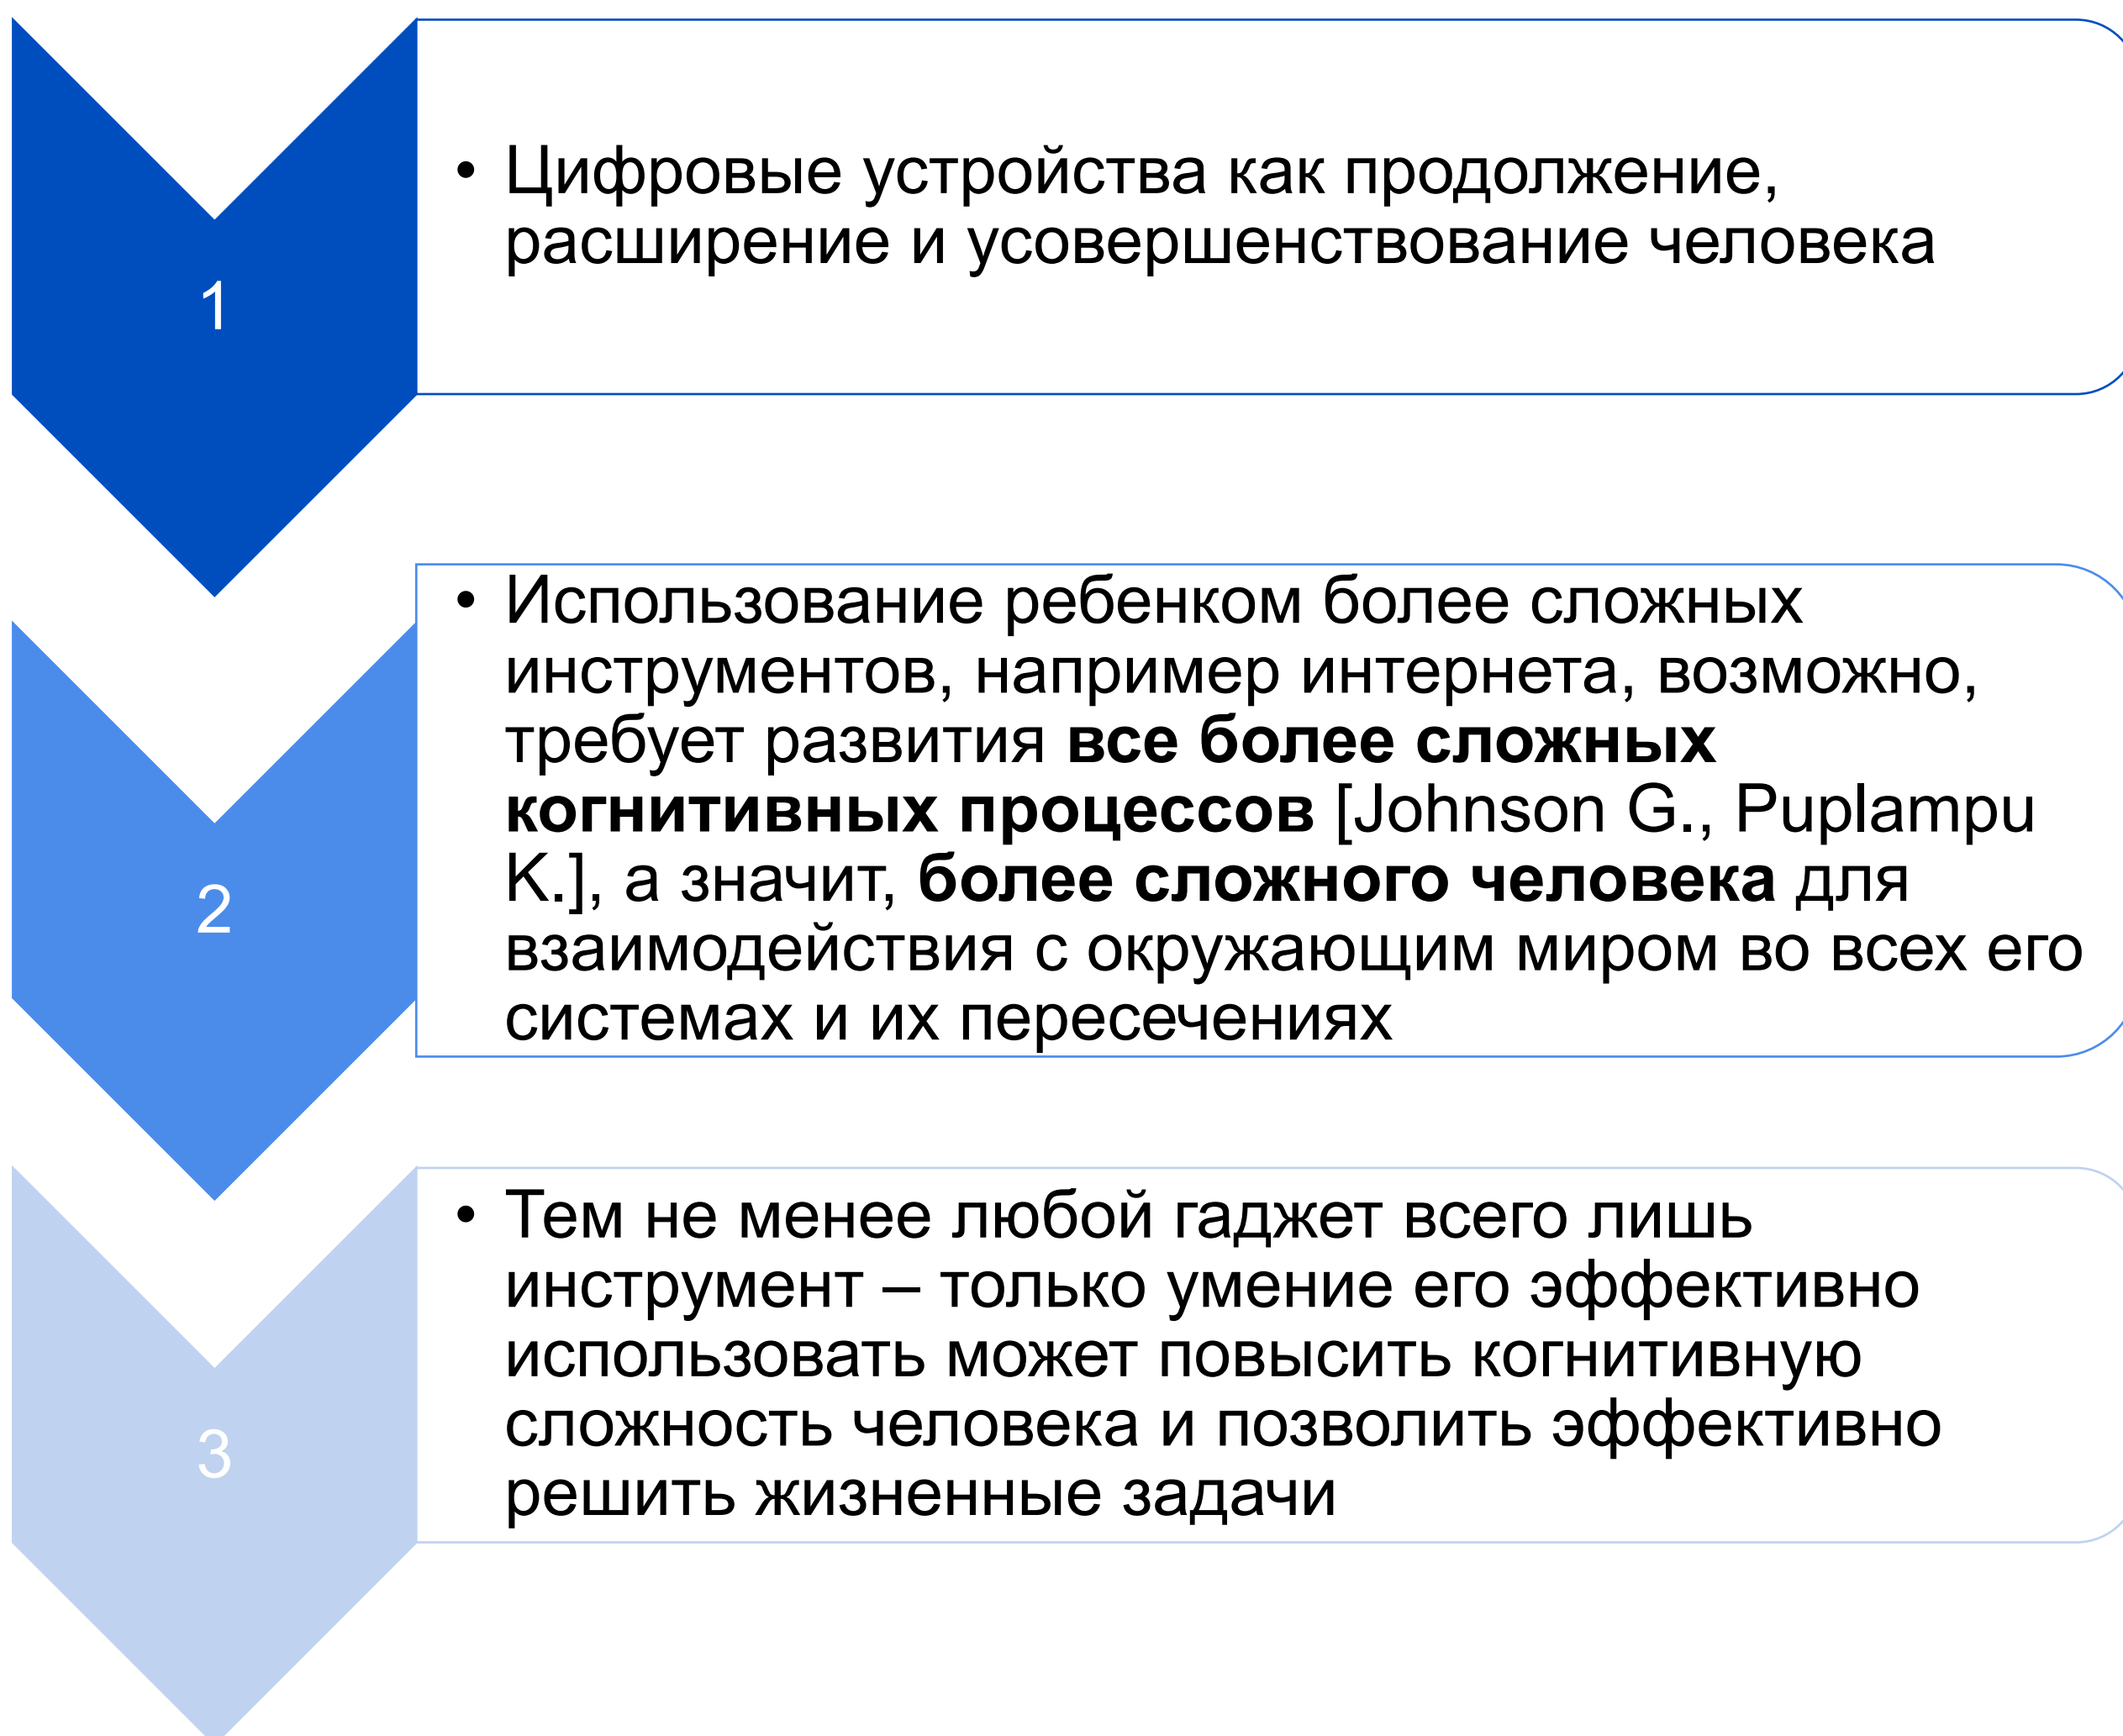 1
• Цифровые устройства как продолжение,
расширение и усовершенствование человека
2
• Использование ребенком более сложных
инструментов, например интернета, возможно,
требует развития все более сложных
когнитивных процессов [Johnson G., Puplampu
K.], а значит, более сложного человека для
взаимодействия с окружающим миром во всех его
системах и их пересечениях
3
• Тем не менее любой гаджет всего лишь
инструмент – только умение его эффективно
использовать может повысить когнитивную
сложность человека и позволить эффективно
решить жизненные задачи